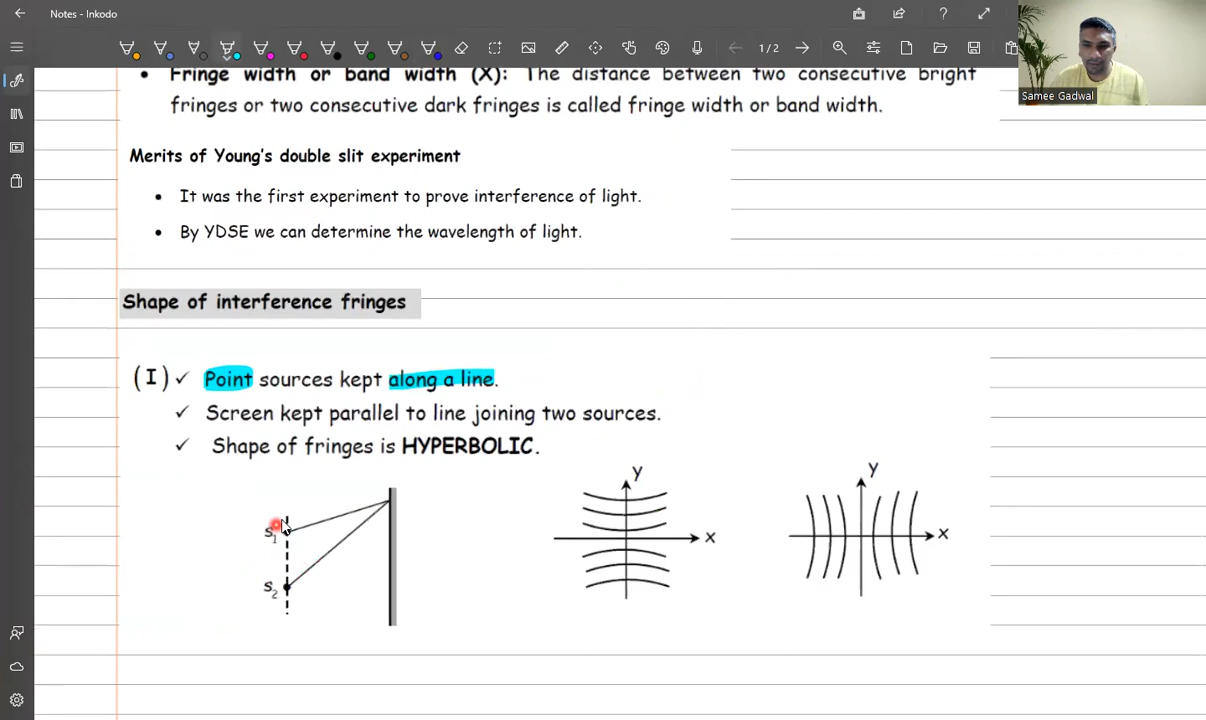 Notes - Inkodo
1 / 2
Samee Gadwal
• Fringe width or band width (X): The distance between two consecutive bright
fringes or two consecutive dark fringes is called fringe width or band width.
Merits of Young's double slit experiment
• It was the first experiment to prove interference of light.
• By YDSE we can determine the wavelength of light.
Shape of interference fringes
(I) ✓ Point sources kept along a line.
✓ Screen kept parallel to line joining two sources.
✓ Shape of fringes is HYPERBOLIC.
S1
S2
y
x
y
x